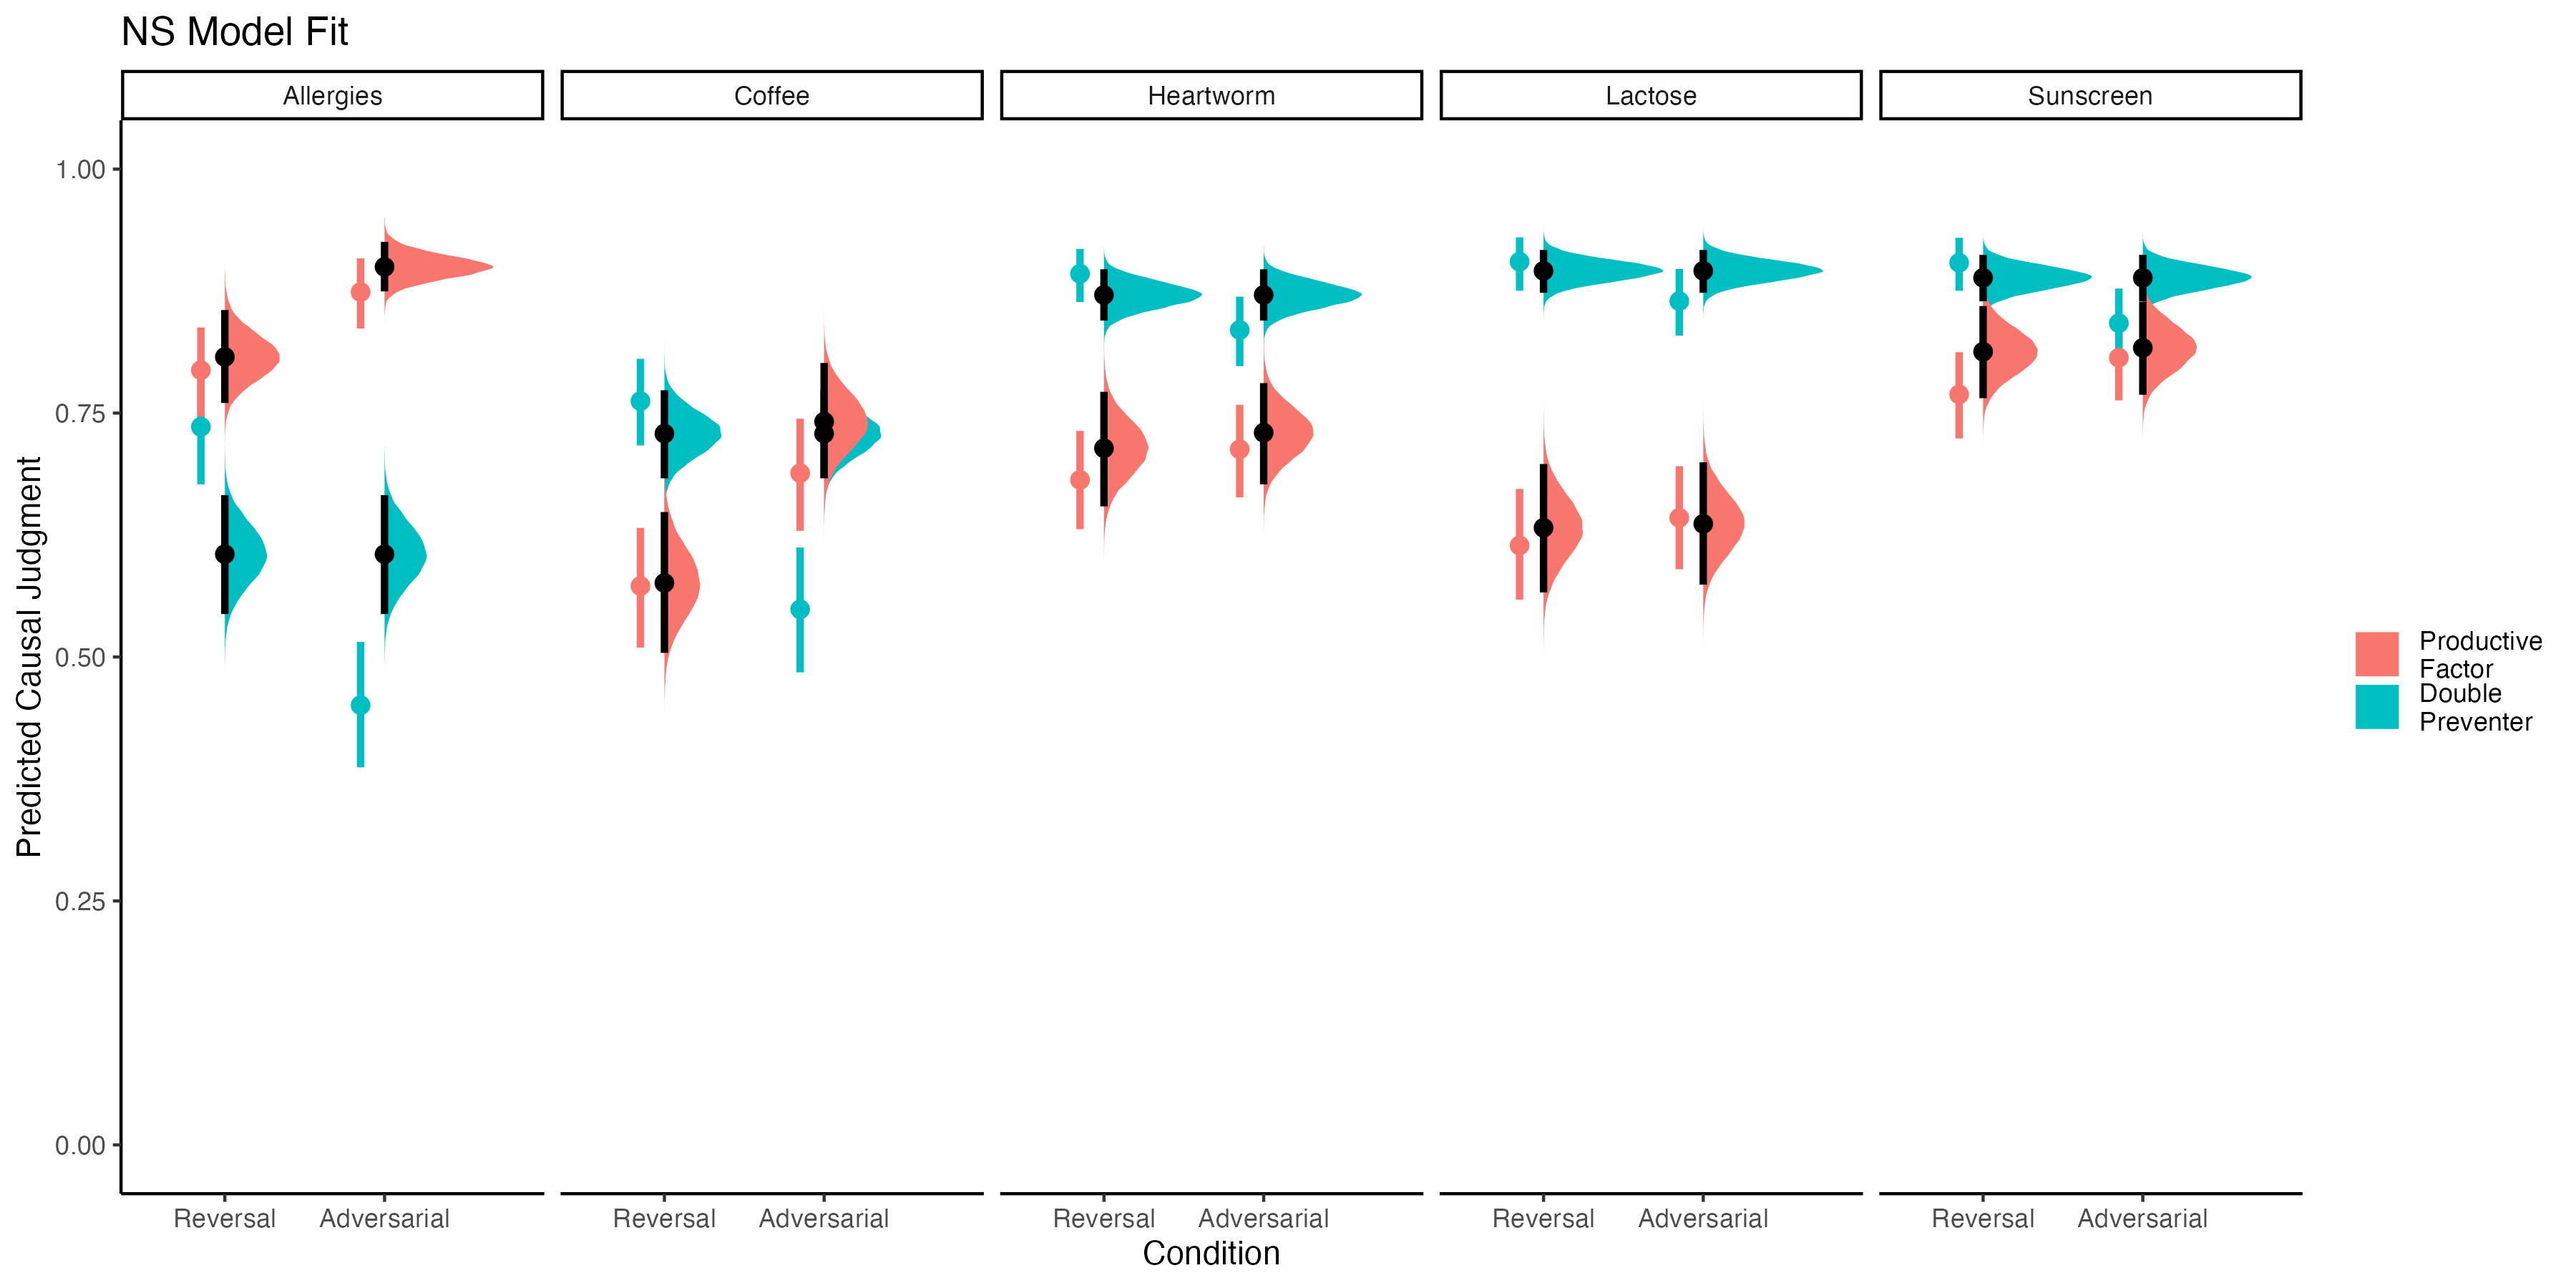 NS Model Fit
Allergies
Coffee
Heartworm
Lactose
Sunscreen
Predicted Causal Judgment
1.00
0.75
0.50
0.25
0.00
Productive
Factor
Double
Preventer
Reversal Adversarial
Reversal Adversarial
Reversal Adversarial
Reversal Adversarial
Reversal Adversarial
Condition